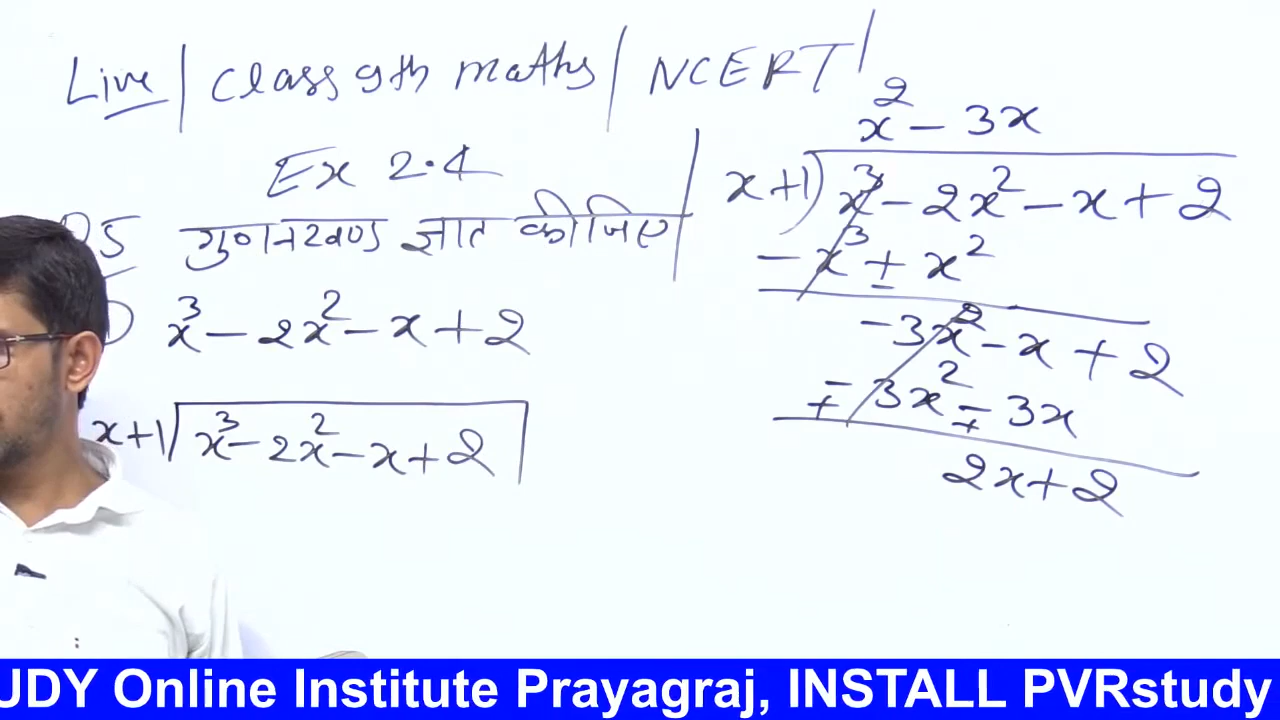 Live | Class 9th maths | NCERT |
Ex 2.4
Q5 गुणनखण्ड ज्ञात कीजिए
x³ - 2x² - x + 2
x+1) x³ - 2x² - x + 2
x² - 3x
x+1) x³ - 2x² - x + 2
- x³ ± x²
-3x² - x + 2
∓ 3x² ∓ 3x
2x + 2
UDY Online Institute Prayagraj, INSTALL PVRstudy